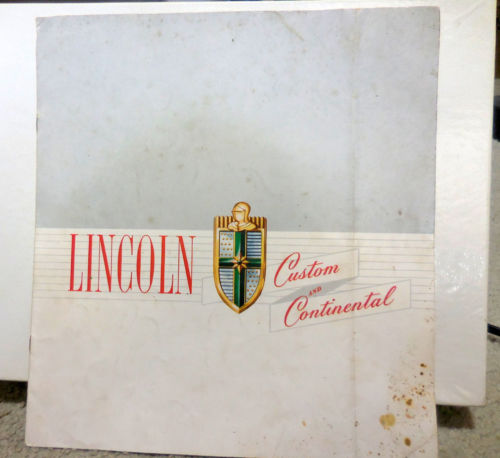 LINCOLN
Custom
AND
Continental